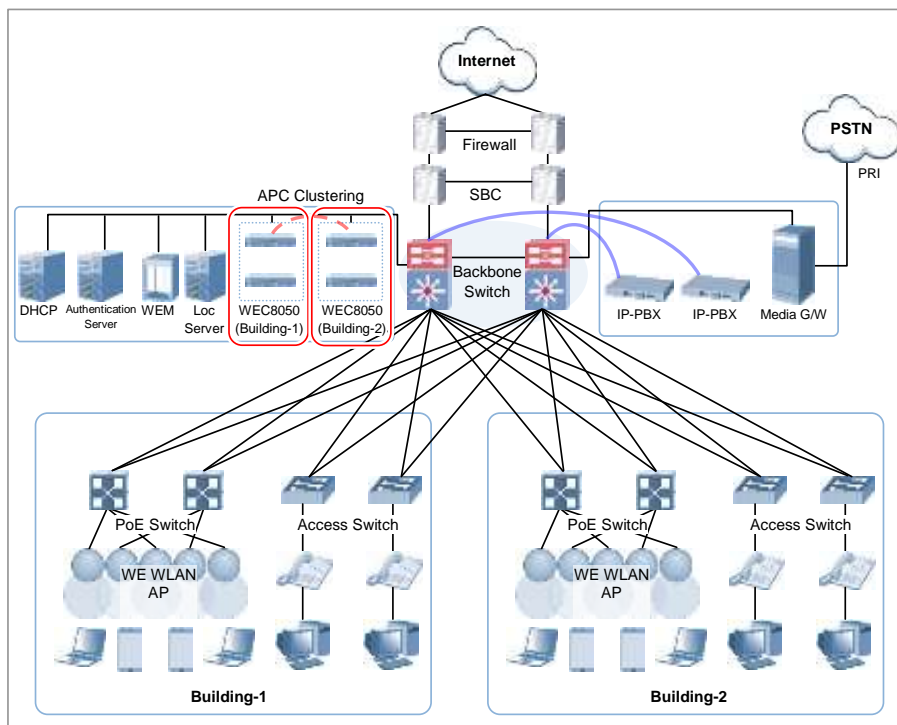 Internet
Firewall
SBC
PSTN
PRI
APC Clustering
DHCP
Authentication
Server
WEM
Loc
Server
WEC8050
(Building-1)
WEC8050
(Building-2)
Backbone
Switch
IP-PBX
IP-PBX
Media G/W
PoE Switch
Access Switch
WE WLAN
AP
Building-1
PoE Switch
Access Switch
WE WLAN
AP
Building-2